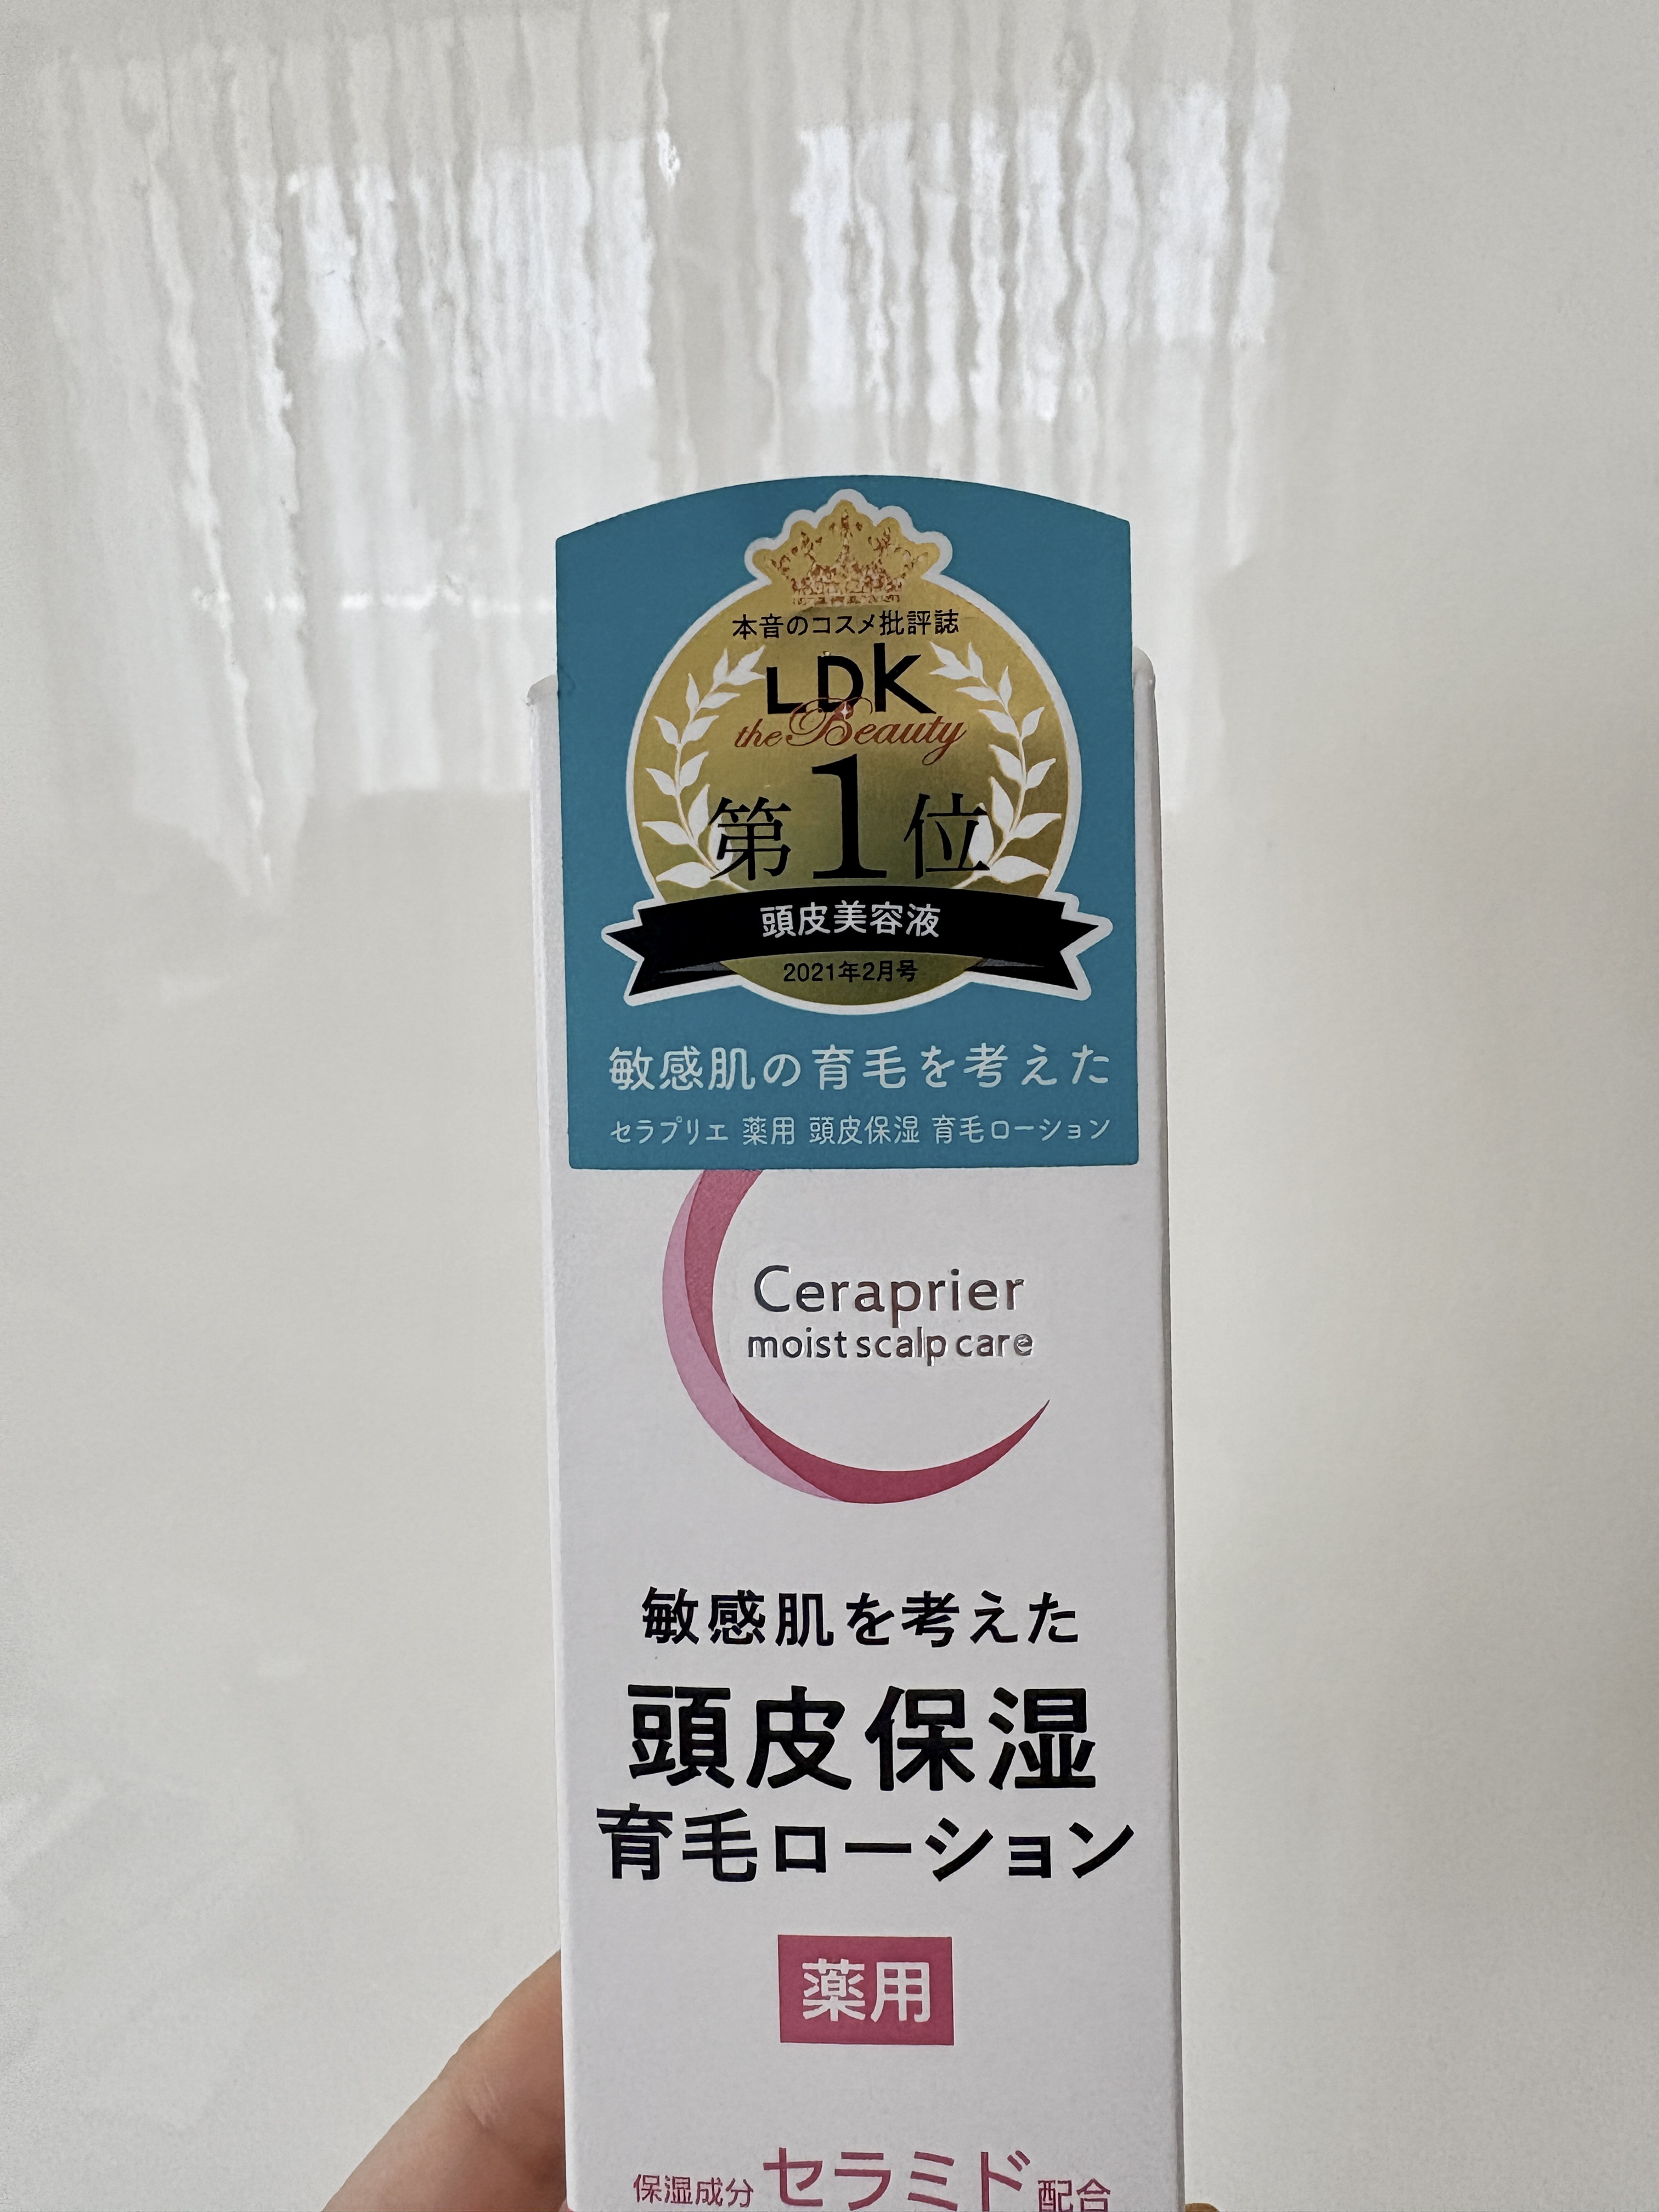 本音のコスメ批評誌
LDK
the Beauty
第1位
頭皮美容液
2021年2月号
敏感肌の育毛を考えた
セラプリエ 薬用 頭皮保湿 育毛ローション
Ceraprier
moist scalp care
敏感肌を考えた
頭皮保湿
育毛ローション
薬用
保湿成分 セラミド 配合